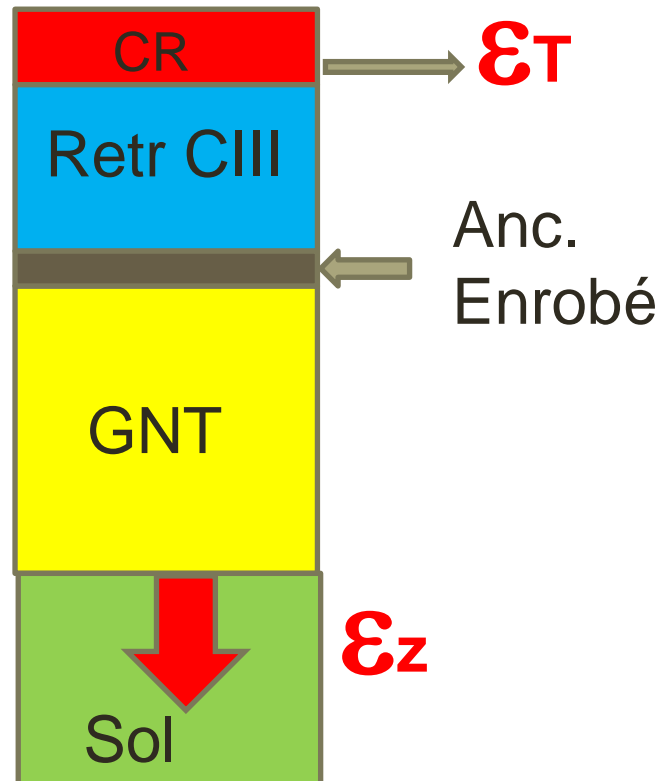 CR
εT
Retr CIII
Anc.
Enrobé
GNT
εz
Sol